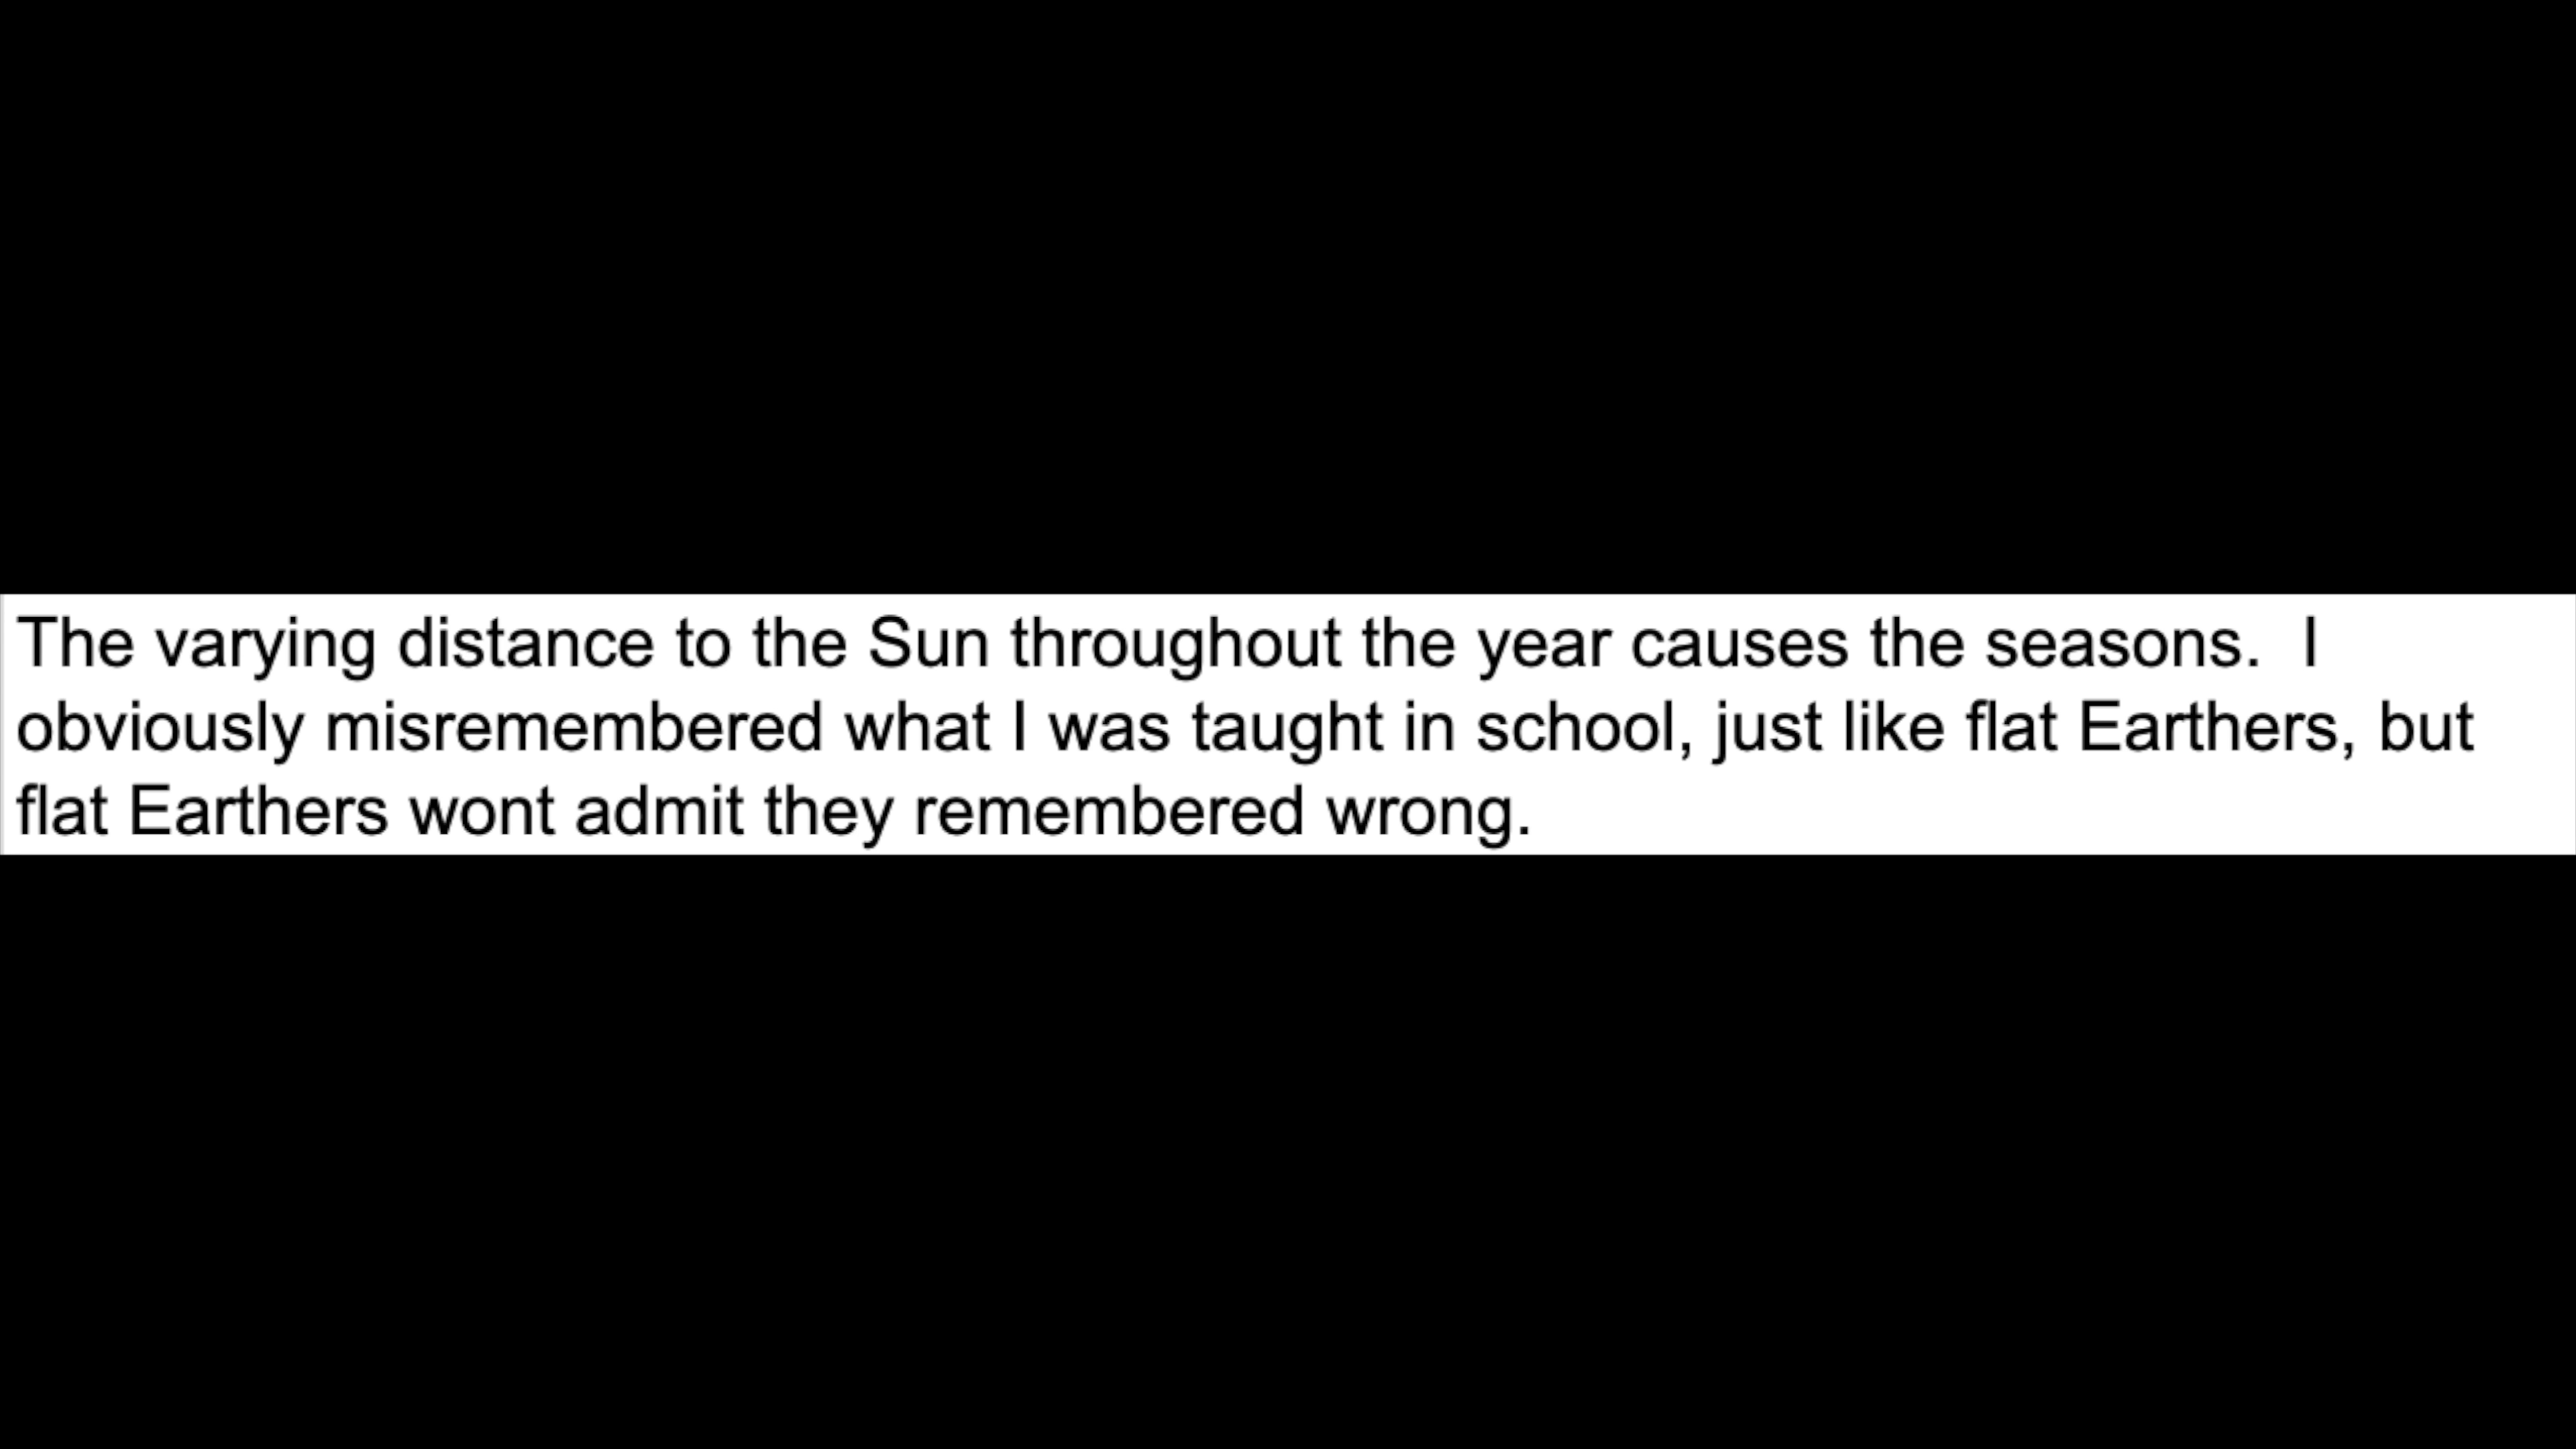 The varying distance to the Sun throughout the year causes the seasons.  I
obviously misremembered what I was taught in school, just like flat Earthers, but
flat Earthers wont admit they remembered wrong.